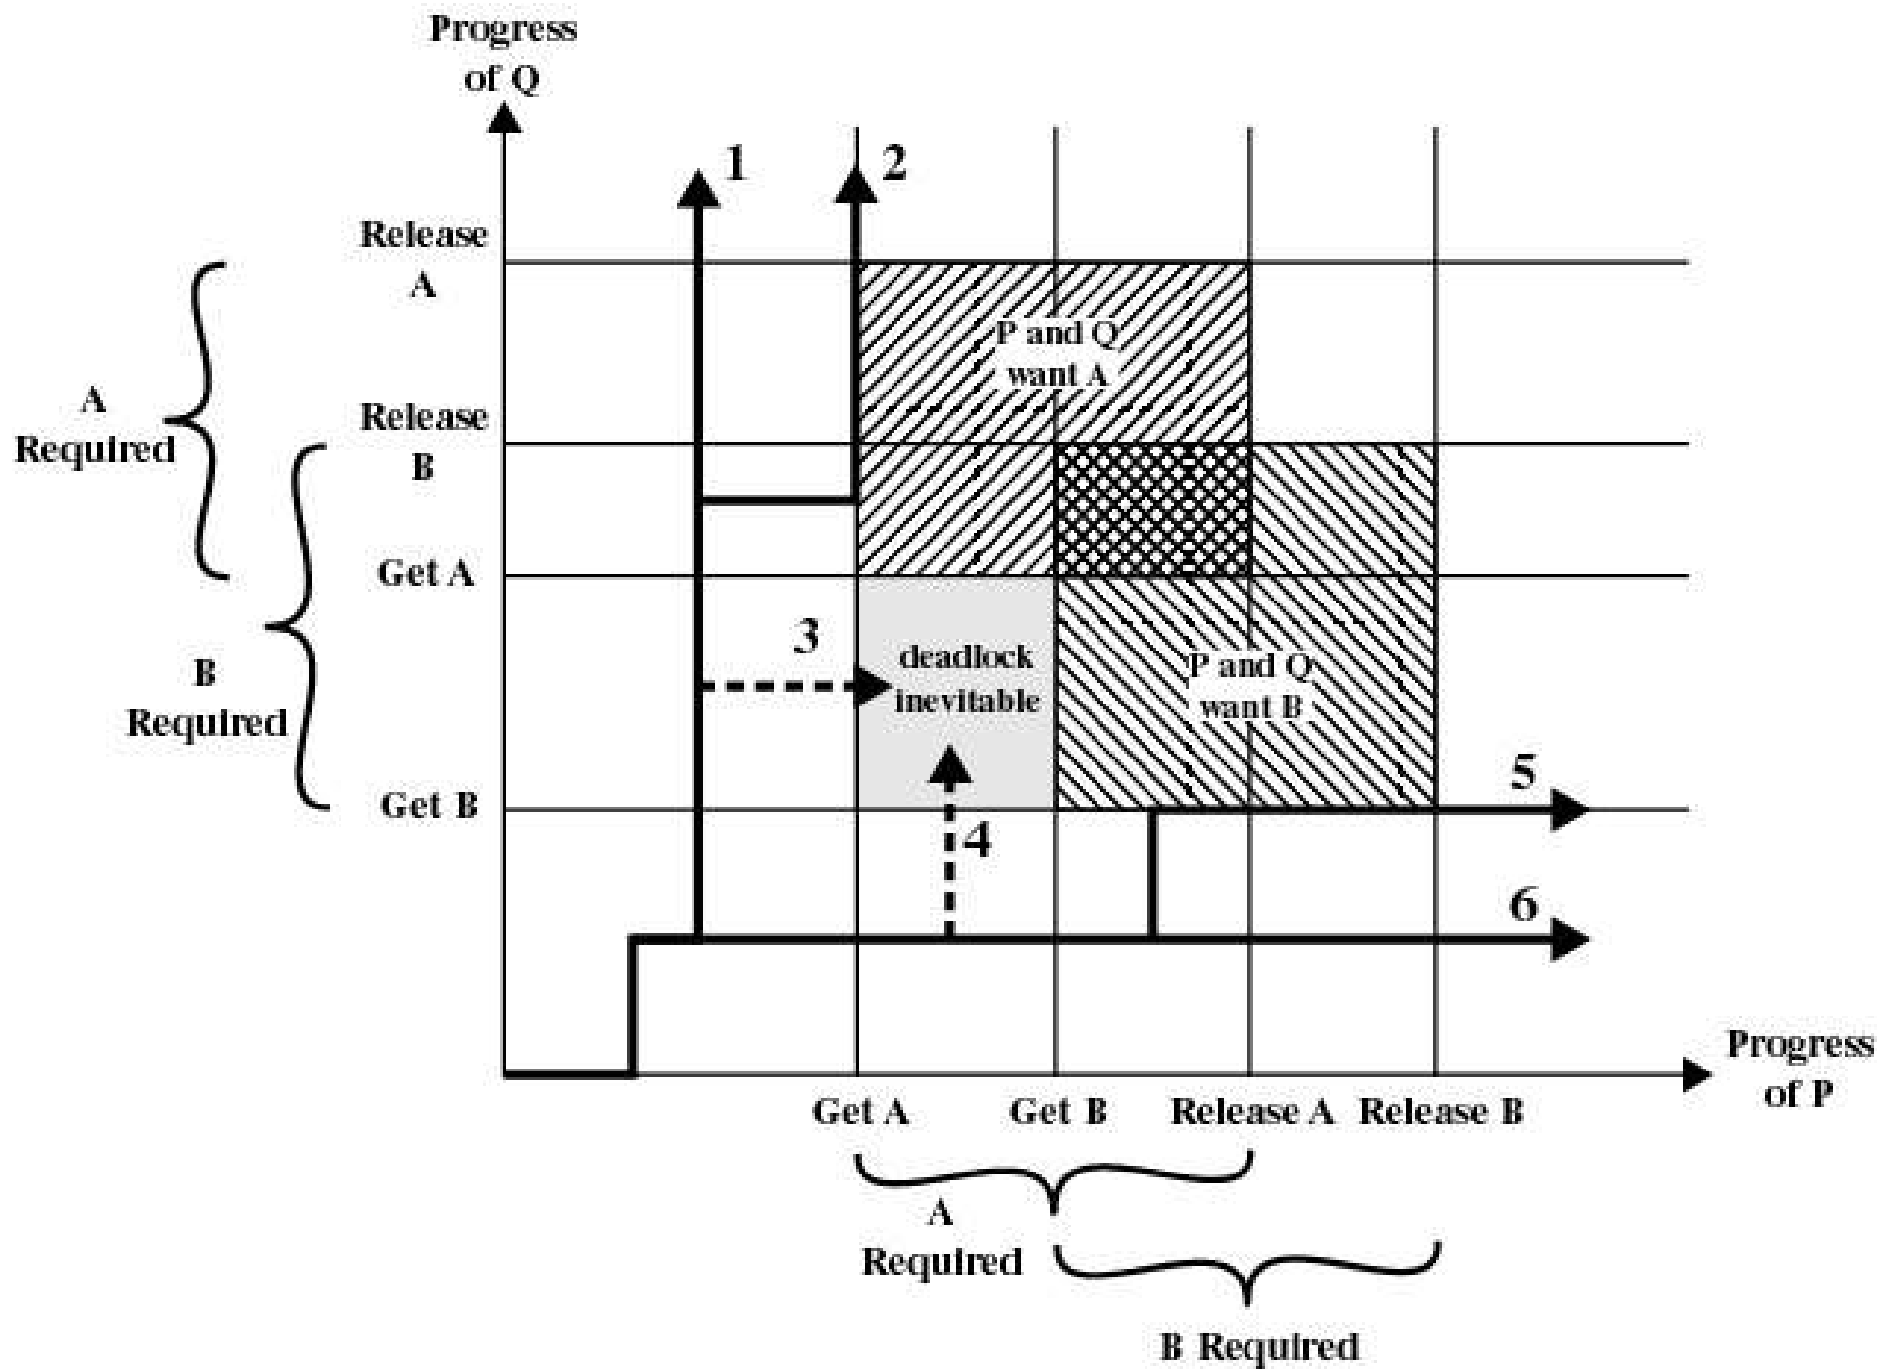 Progress
of Q
1
2
Release
A
P and Q
want A
A
Required
Release
B
Get A
3
deadlock
inevitable
P and Q
want B
B
Required
5
Get B
4
6
Progress
of P
Get A
Get B
Release A
Release B
A
Required
B Required